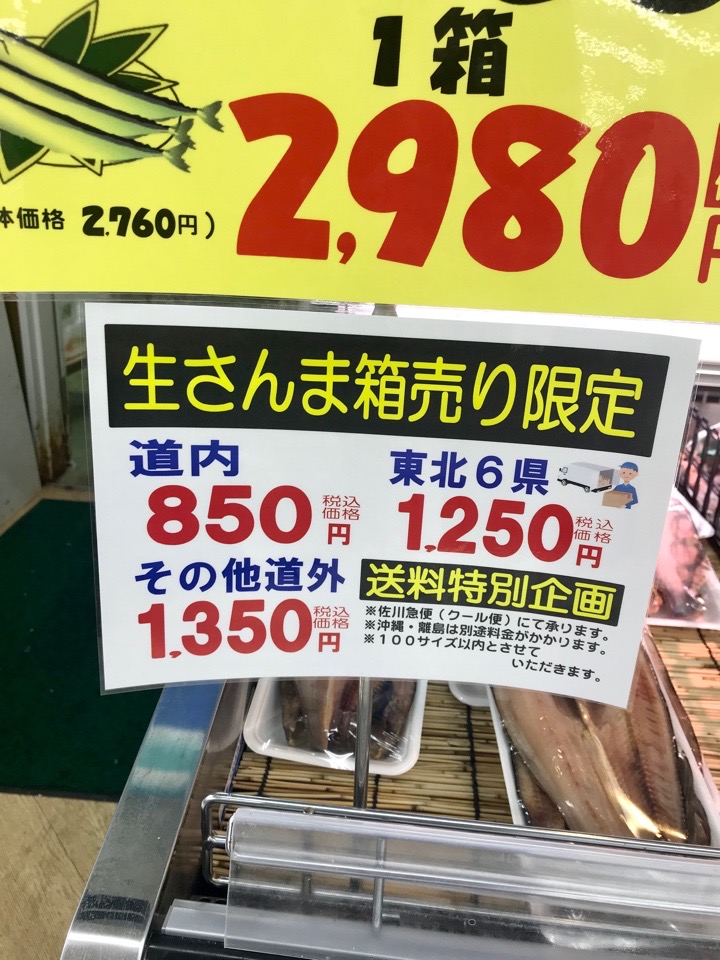 1箱
2,980
体価格 2,760円)
生さんま箱売り限定
道内
850円 税込価格
東北6県
1,250円 税込価格
その他道外
1,350円 税込価格
送料特別企画
※佐川急便(クール便)にて承ります。
※沖縄・離島は別途料金がかかります。
※100サイズ以内とさせて
いただきます。